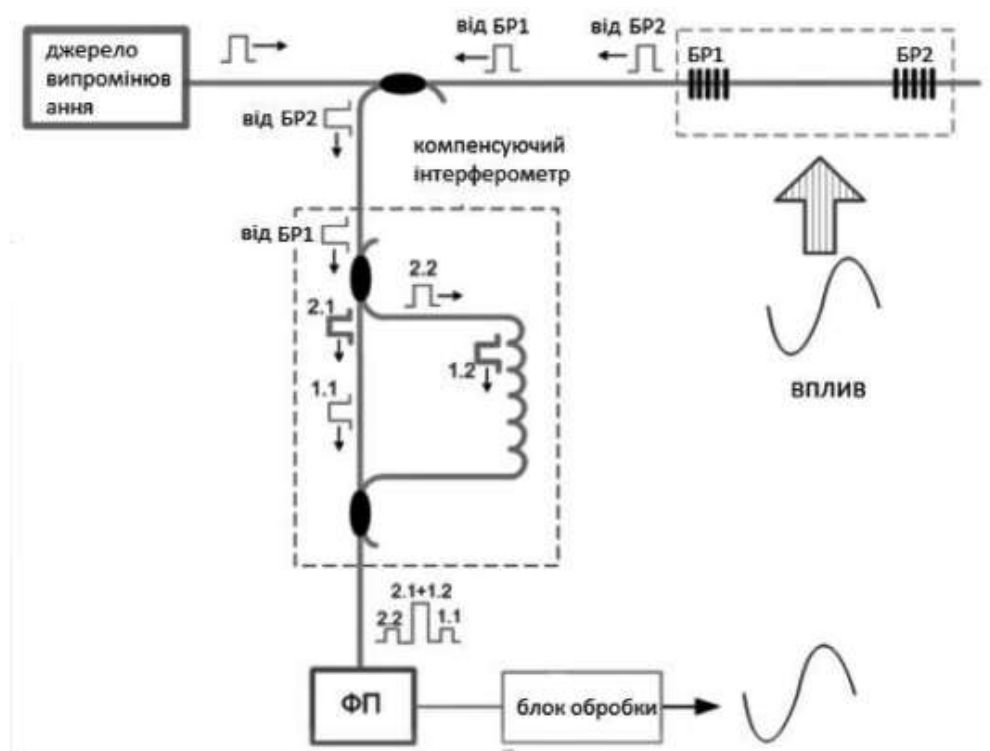 джерело
випромінюв
ання
від БР1
від БР2
БР1
БР2
від БР2
компенсуючий
інтерферометр
від БР1
2.2
2.1
1.2
1.1
ВПЛИВ
2.1+1.2
2.2
1.1
ФП
блок обробки